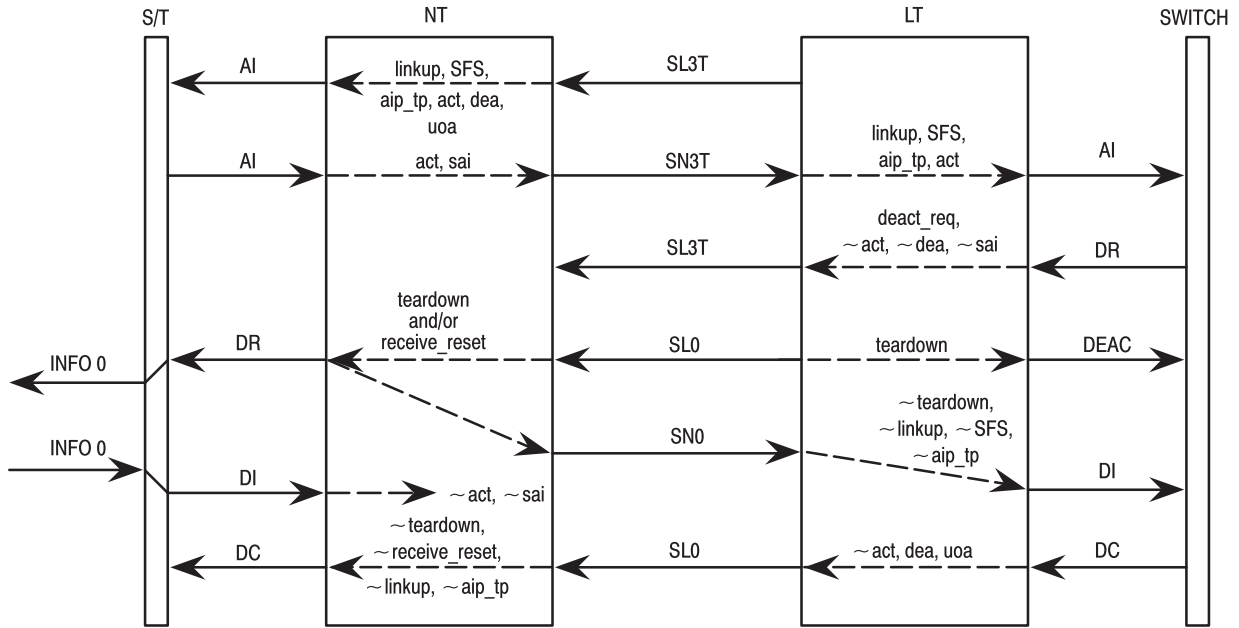 S/T
NT
LT
SWITCH
AI
linkup, SFS,
aip_tp, act, dea,
uoa
SL3T
AI
act, sai
SN3T
linkup, SFS,
aip_tp, act
AI
SL3T
deact_req,
~act, ~dea, ~sai
DR
INFO 0
DR
teardown
and/or
receive_reset
SL0
teardown
DEAC
INFO 0
SN0
~teardown,
~linkup, ~SFS,
~aip_tp
DI
DI
~act, ~sai
DC
~teardown,
~receive_reset,
~linkup, ~aip_tp
SL0
~act, dea, uoa
DC